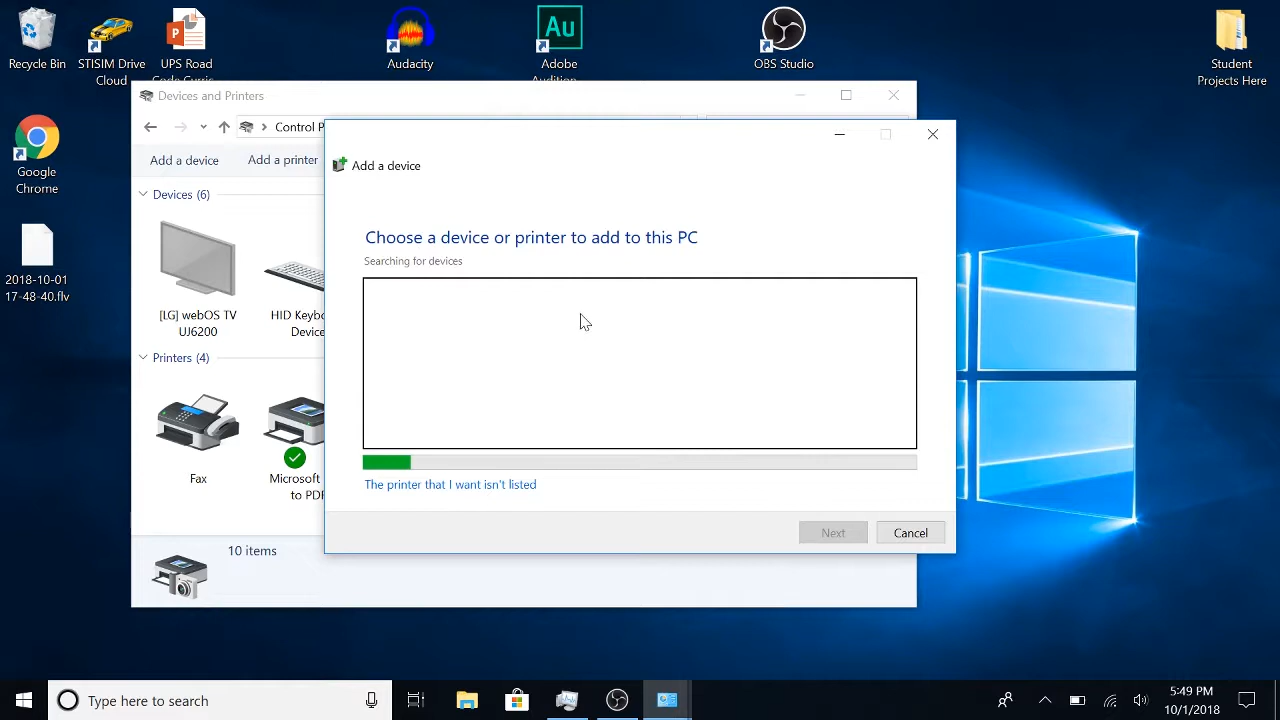 Recycle Bin
STISIM Drive
Cloud
UPS Road
Audacity
Au
Adobe
Audition
OBS Studio
Student
Projects Here
Google
Chrome
2018-10-01
17-48-40.flv
Devices and Printers
Control P
Add a device
Add a printer
Devices (6)
[LG] webOS TV
UJ6200
HID Keybo
Device
Printers (4)
Fax
Microsoft
to PDF
10 items
Add a device
Choose a device or printer to add to this PC
Searching for devices
The printer that I want isn't listed
Next
Cancel
Type here to search
5:49 PM
10/1/2018